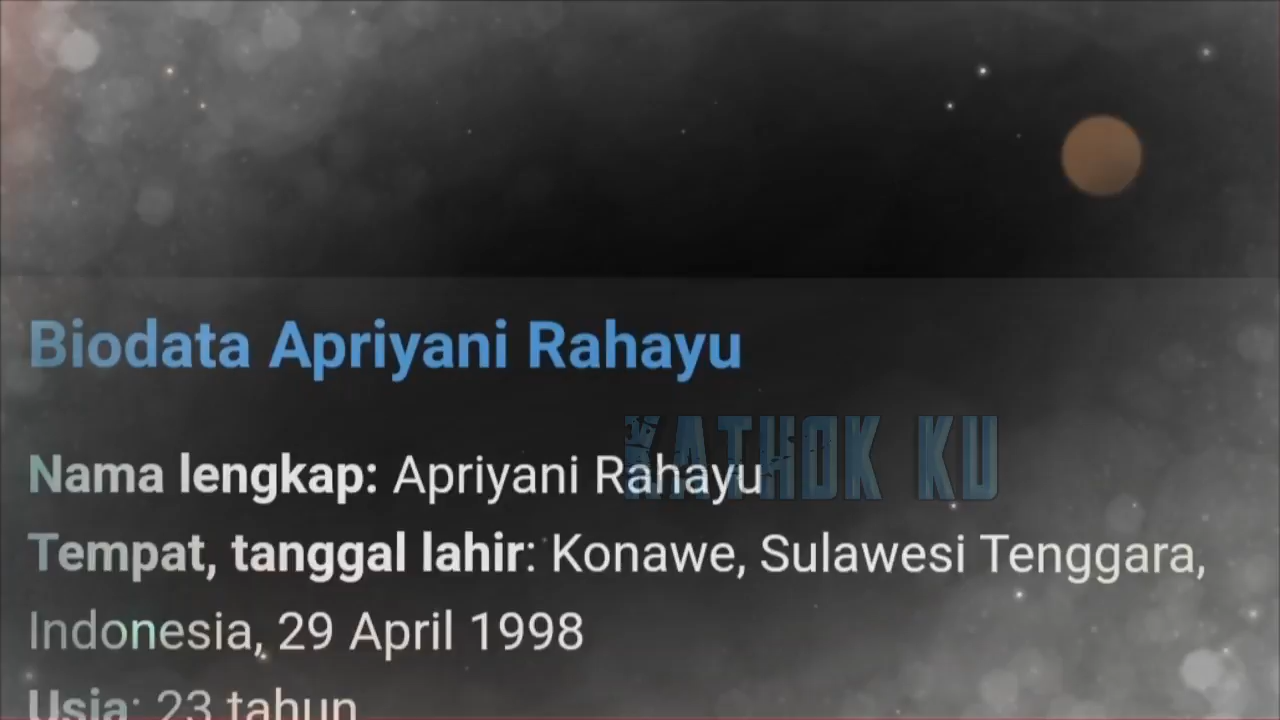 Biodata Apriyani Rahayu
KATHOK KU
Nama lengkap: Apriyani Rahayu
Tempat, tanggal lahir: Konawe, Sulawesi Tenggara,
Indonesia, 29 April 1998
Usia: 23 tahun